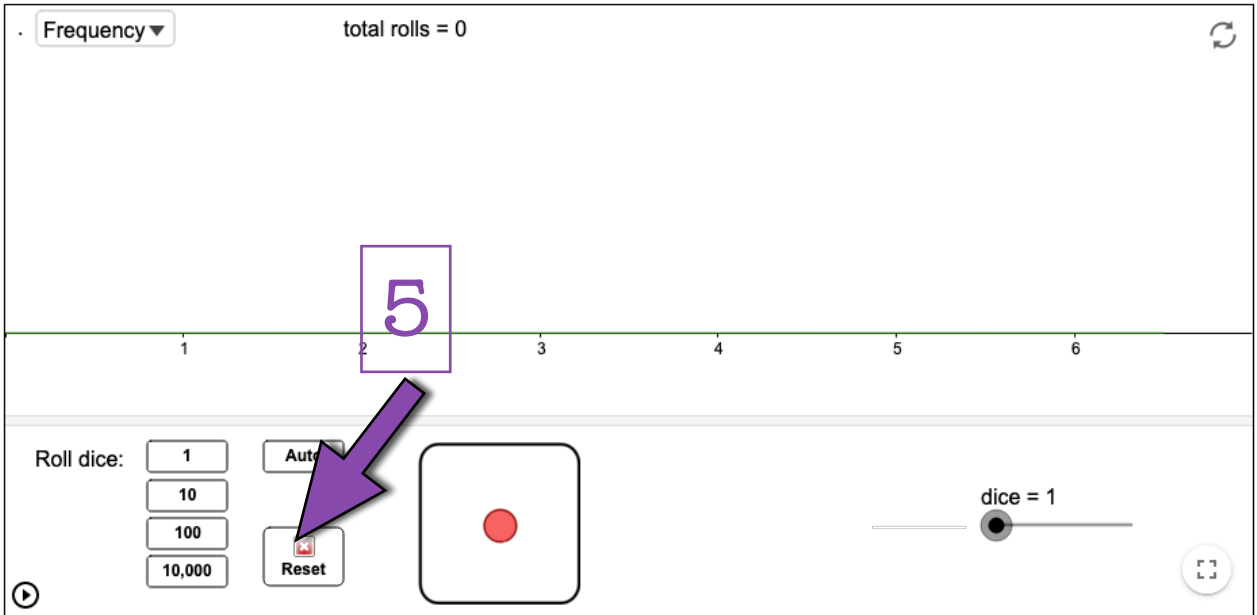 . Frequency▼ total rolls = 0
5
1 2 3 4 5 6
Roll dice: 1 Auto
dice = 1
10
100
10,000 Reset